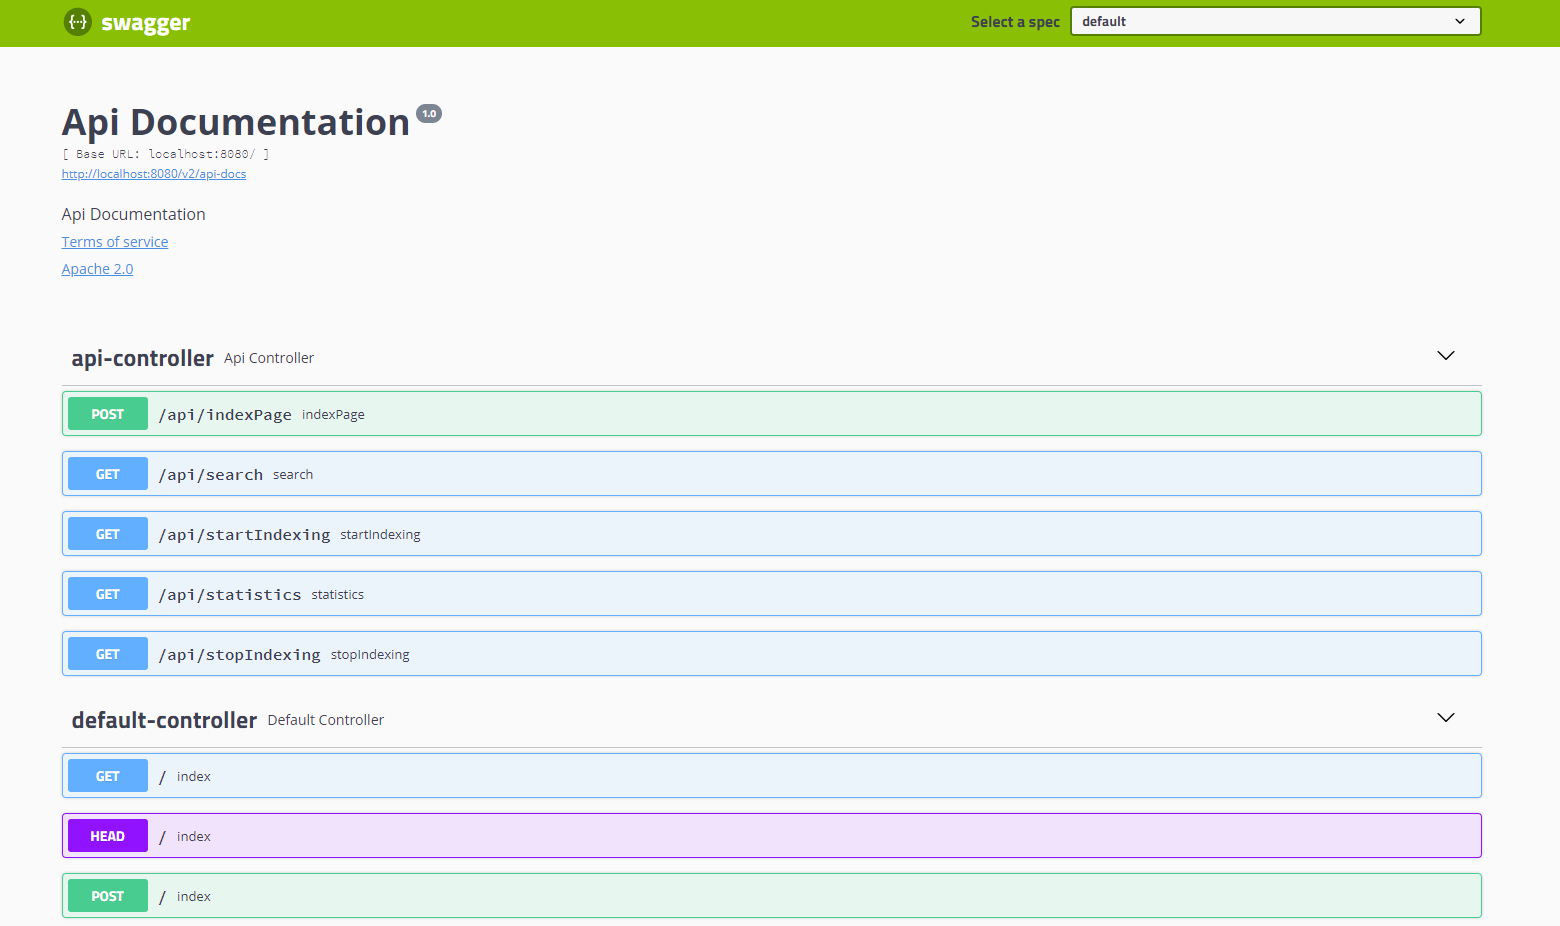 {···} swagger Select a spec default
Api Documentation 1.0
[ Base URL: localhost:8080/ ]
http://localhost:8080/v2/api-docs
Api Documentation
Terms of service
Apache 2.0
api-controller Api Controller
POST /api/indexPage indexPage
GET /api/search search
GET /api/startIndexing startIndexing
GET /api/statistics statistics
GET /api/stopIndexing stopIndexing
default-controller Default Controller
GET / index
HEAD / index
POST / index